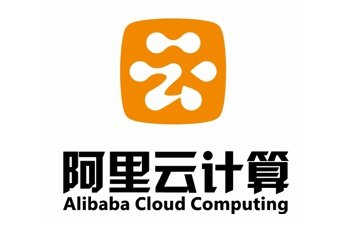 阿里云计算
Alibaba Cloud Computing